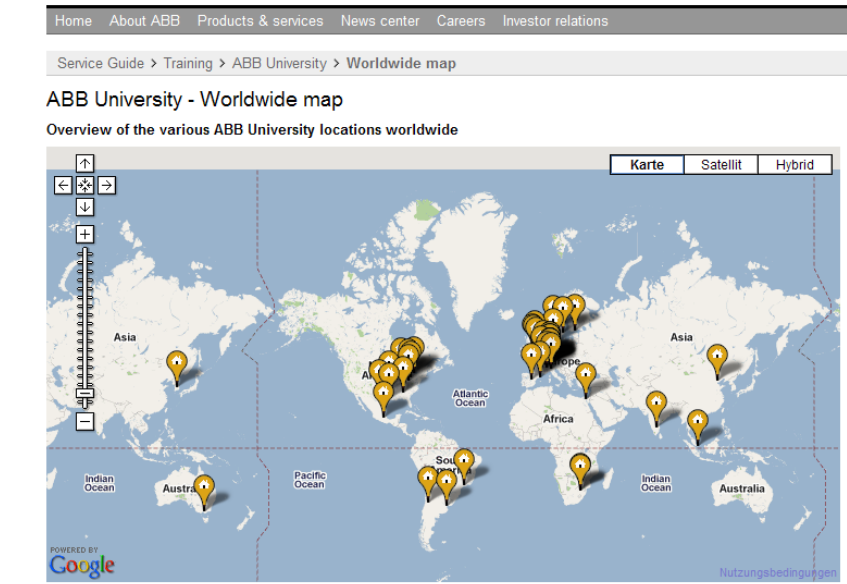 Home About ABB Products & services News center Careers Investor relations
Service Guide > Training > ABB University > Worldwide map
ABB University - Worldwide map
Overview of the various ABB University locations worldwide
Karte Satellit Hybrid
Asia
Asia
Atlantic
Ocean
Africa
Pacific
Ocean
Indian
Ocean
Indian
Ocean
Australia
POWERED BY
Google
Nutzungsbedingungen